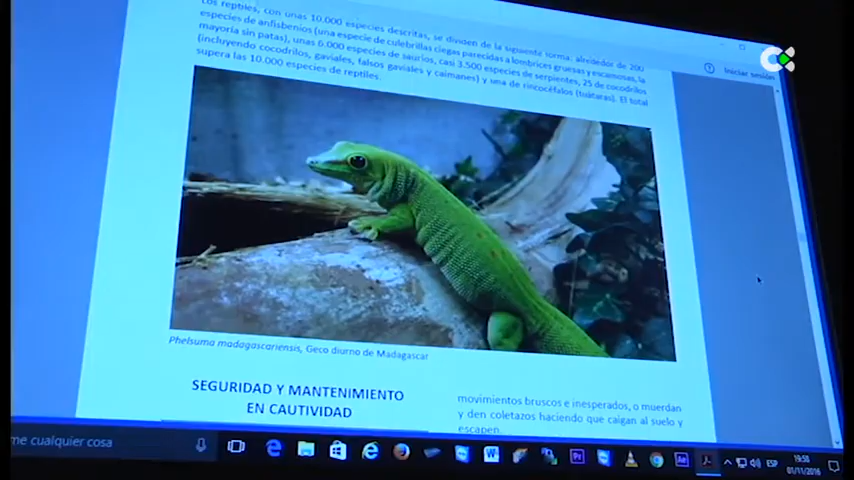 Los reptiles, con unas 10.000 especies descritas, se dividen de la siguiente forma: alrededor de 200
especies de anfisbenios (una especie de culebrillas ciegas parecidas a lombrices gruesas y escamosas, la
mayoría sin patas), unas 6.000 especies de saurios, casi 3.500 especies de serpientes, 25 de cocodrilos
(incluyendo cocodrilos, gaviales, falsos gaviales y caimanes) y una de rincocéfalos (tuátaras). El total
supera las 10.000 especies de reptiles.
Iniciar sesión
Phelsuma madagascariensis, Geco diurno de Madagascar
SEGURIDAD Y MANTENIMIENTO
EN CAUTIVIDAD
movimientos bruscos e inesperados, o muerdan
y den coletazos haciendo que caigan al suelo y
escapen.
me cualquier cosa
ESP
19:58
01/11/2016